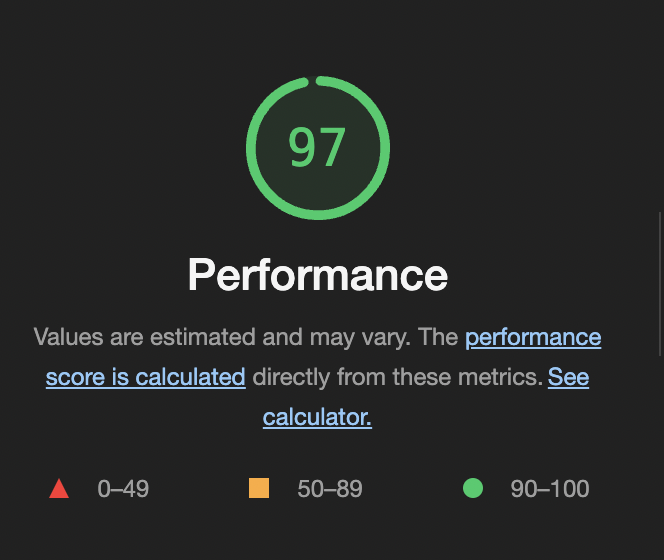 97
Performance
Values are estimated and may vary. The performance
score is calculated directly from these metrics. See
calculator.
0–49 50–89 90–100